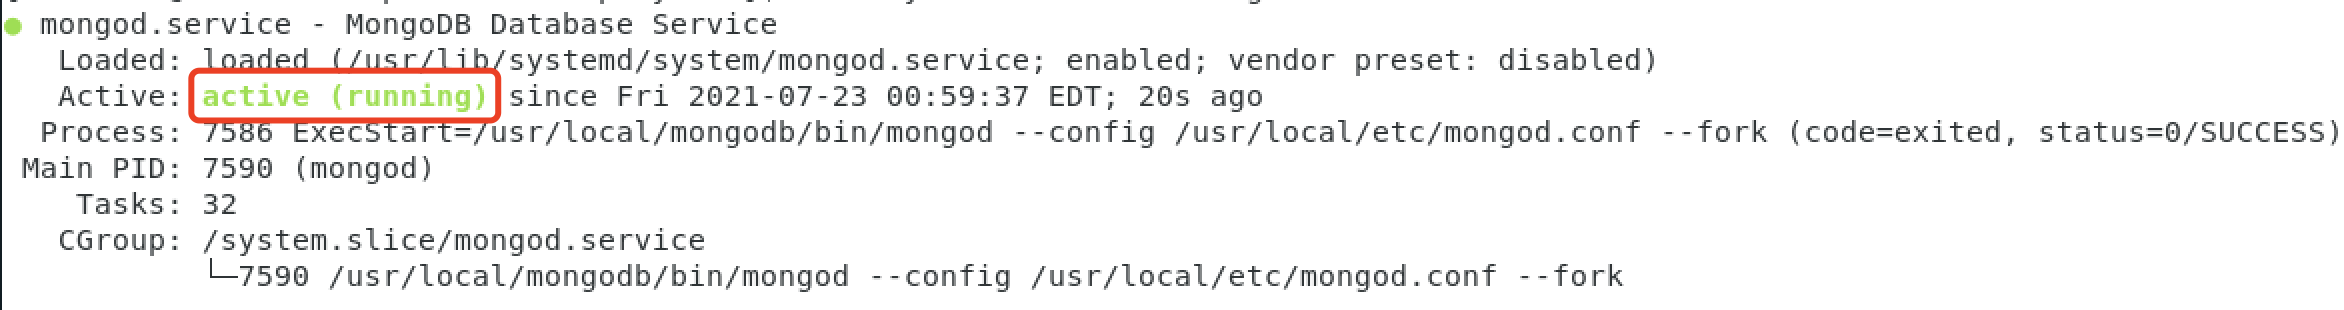 ● mongod.service - MongoDB Database Service
Loaded: loaded (/usr/lib/systemd/system/mongod.service; enabled; vendor preset: disabled)
Active: active (running) since Fri 2021-07-23 00:59:37 EDT; 20s ago
Process: 7586 ExecStart=/usr/local/mongodb/bin/mongod --config /usr/local/etc/mongod.conf --fork (code=exited, status=0/SUCCESS)
Main PID: 7590 (mongod)
Tasks: 32
CGroup: /system.slice/mongod.service
└─7590 /usr/local/mongodb/bin/mongod --config /usr/local/etc/mongod.conf --fork